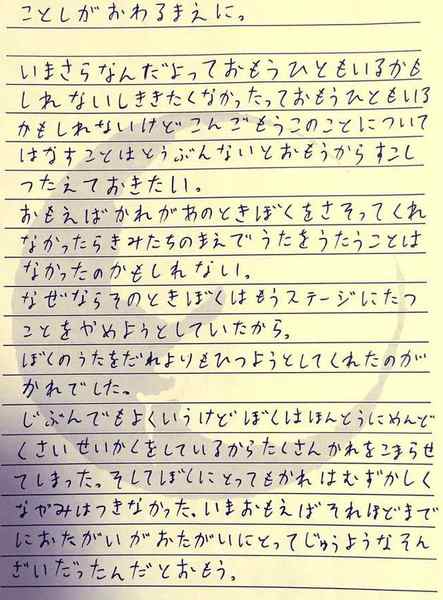 ことしがおわるまえに。
いまさらなんだよっておもうひともいるかも
しれないしききたくなかったっておもうひともいる
かもしれないけどこんごもうこのことについて
はなすことはとうぶんないとおもうからすこし
つたえておきたい。
おもえばかれがあのときぼくをさそってくれ
なかったらきみたちのまえでうたをうたうことは
なかったのかもしれない。
なぜならそのときぼくはもうステージにたつ
ことをやめようとしていたから。
ぼくのうたをだれよりもひつようとしてくれたのが
かれでした。
じぶんでもよくいうけどぼくはほんとうにめんど
くさいせいかくをしているからたくさんかれをこまらせ
てしまった。そしてぼくにとってもかれはむずかしく
なやみはつきなかった。いまおもえばそれほどまで
におたがいがおたがいにとってじゅうようなそん
ざいだったんだとおもう。